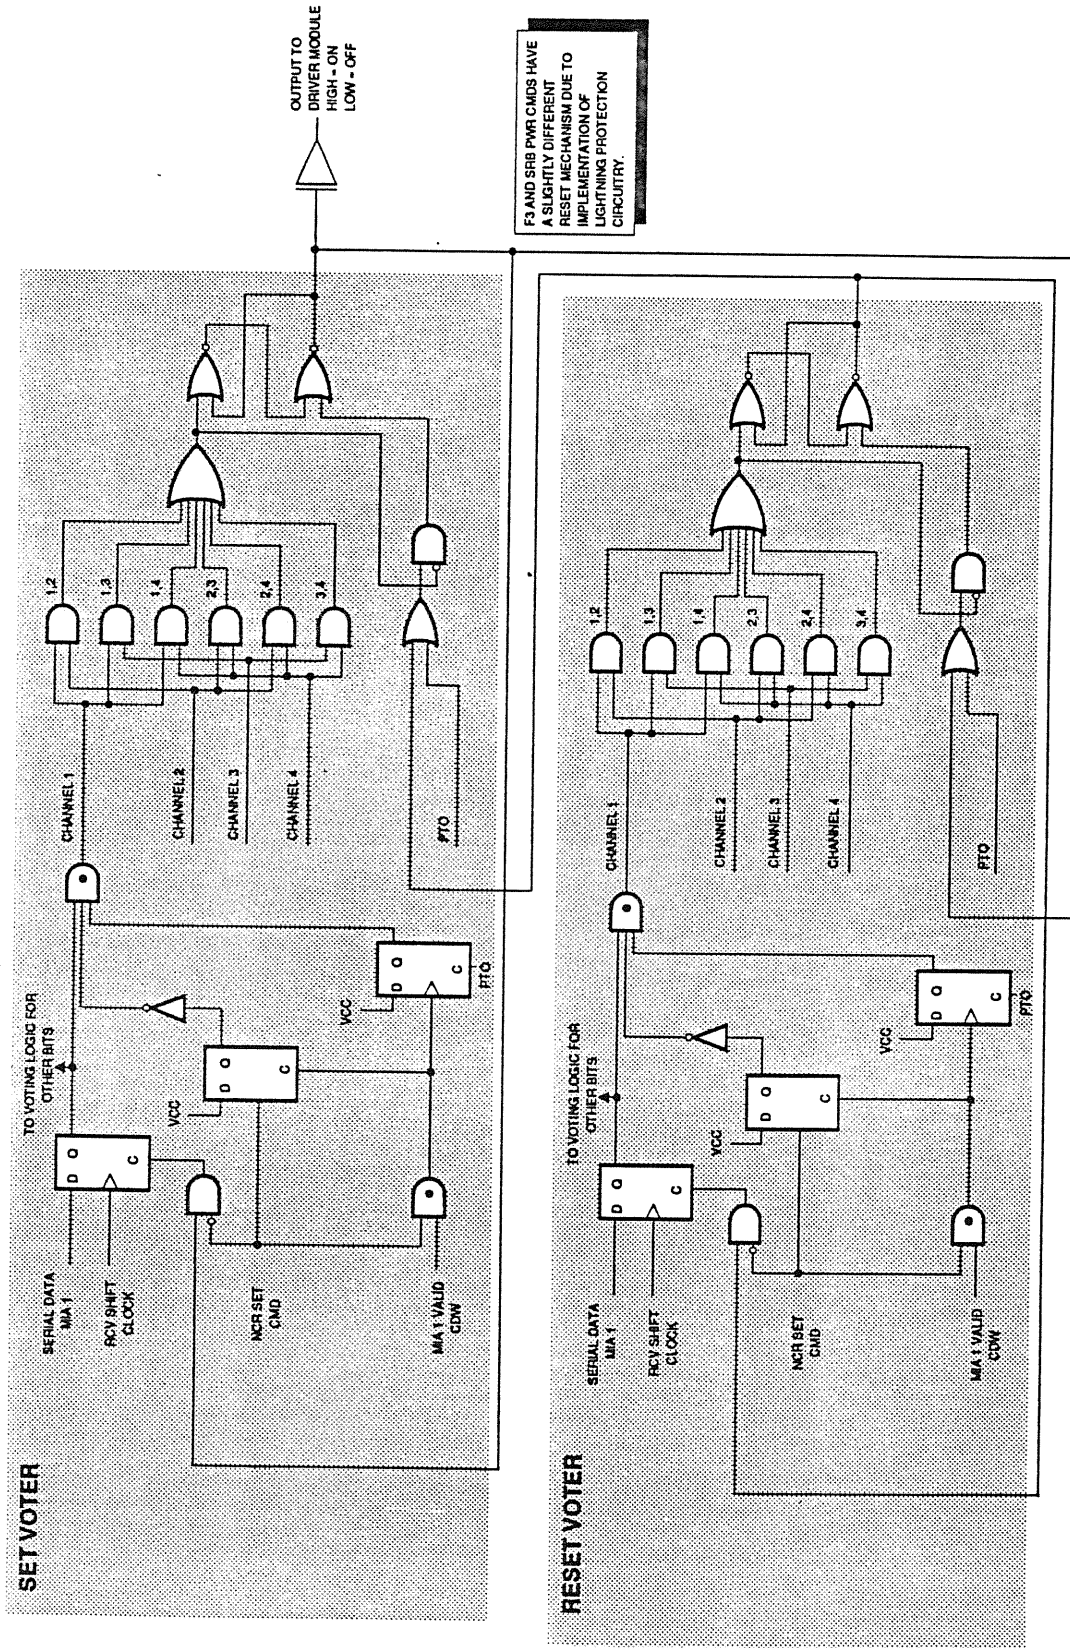 SET VOTER
SERIAL DATA
MIA 1
RCV SHIFT
CLOCK
NCR SET
CMD
MIA 1 VALID
CDW
D
Q
C
TO VOTING LOGIC FOR
OTHER BITS
VCC
D
Q
C
VCC
D
Q
C
PTO
CHANNEL 1
CHANNEL 2
CHANNEL 3
CHANNEL 4
PTO
1,2
1,3
1,4
2,3
2,4
3,4
OUTPUT TO
DRIVER MODULE
HIGH = ON
LOW = OFF
F3 AND SRB PWR CMDS HAVE
A SLIGHTLY DIFFERENT
RESET MECHANISM DUE TO
IMPLEMENTATION OF
LIGHTNING PROTECTION
CIRCUITRY.
RESET VOTER
SERIAL DATA
MIA 1
RCV SHIFT
CLOCK
NCR SET
CMD
MIA 1 VALID
CDW
D
Q
C
TO VOTING LOGIC FOR
OTHER BITS
VCC
D
Q
C
VCC
D
Q
C
PTO
CHANNEL 1
CHANNEL 2
CHANNEL 3
CHANNEL 4
PTO
1,2
1,3
1,4
2,3
2,4
3,4